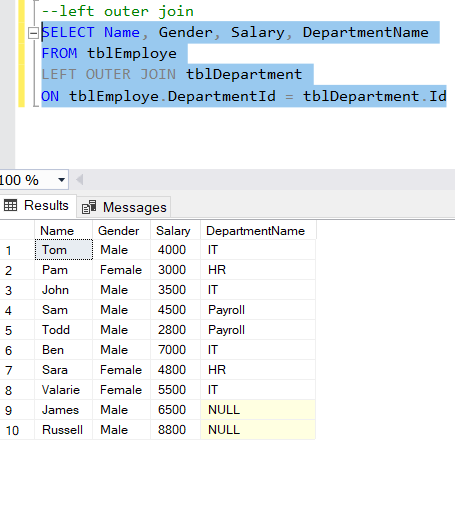 --left outer join
SELECT Name, Gender, Salary, DepartmentName
FROM tblEmploye
LEFT OUTER JOIN tblDepartment
ON tblEmploye.DepartmentId = tblDepartment.Id
100 %
Results Messages
Name Gender Salary DepartmentName
1 Tom Male 4000 IT
2 Pam Female 3000 HR
3 John Male 3500 IT
4 Sam Male 4500 Payroll
5 Todd Male 2800 Payroll
6 Ben Male 7000 IT
7 Sara Female 4800 HR
8 Valarie Female 5500 IT
9 James Male 6500 NULL
10 Russell Male 8800 NULL